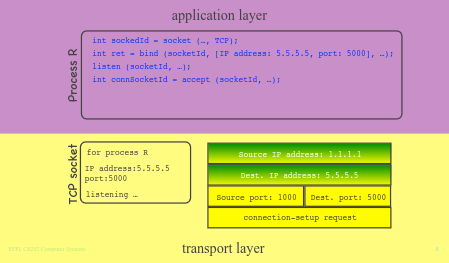 application layer
Process R
int sockedId = socket (…, TCP);
int ret = bind (socketId, [IP address: 5.5.5.5, port: 5000], …);
listen (socketId, …);
int connSocketId = accept (socketId, …);
TCP socket
for process R
IP address:5.5.5.5
port:5000
listening …
Source IP address: 1.1.1.1
Dest. IP address: 5.5.5.5
Source port: 1000
Dest. port: 5000
connection-setup request
transport layer